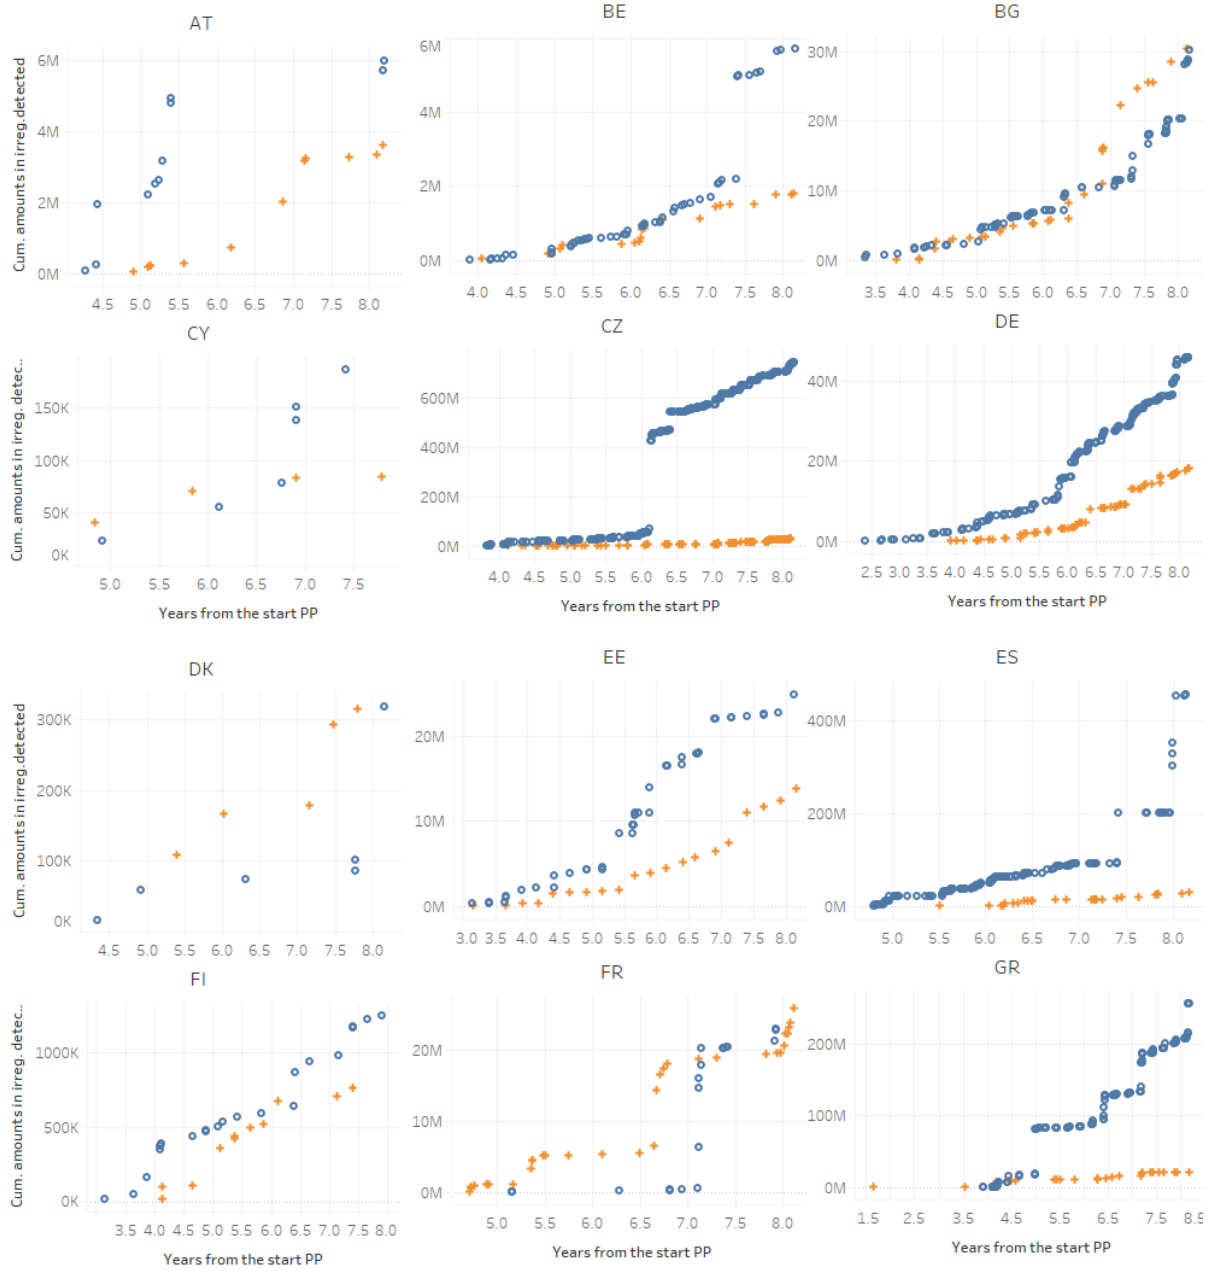 AT
BE
BG
Cum. amounts in irreg.detected
6M
4M
2M
0M
4.5 5.0 5.5 6.0 6.5 7.0 7.5 8.0
6M
4M
2M
0M
4.0 4.5 5.0 5.5 6.0 6.5 7.0 7.5 8.0
30M
20M
10M
0M
3.5 4.0 4.5 5.0 5.5 6.0 6.5 7.0 7.5 8.0
CY
CZ
DE
Cum. amounts in irreg. detec..
150K
100K
50K
0K
5.0 5.5 6.0 6.5 7.0 7.5
Years from the start PP
600M
400M
200M
0M
4.0 4.5 5.0 5.5 6.0 6.5 7.0 7.5 8.0
Years from the start PP
40M
20M
0M
2.5 3.0 3.5 4.0 4.5 5.0 5.5 6.0 6.5 7.0 7.5 8.0
Years from the start PP
DK
EE
ES
Cum. amounts in irreg.detected
300K
200K
100K
0K
4.5 5.0 5.5 6.0 6.5 7.0 7.5 8.0
20M
10M
0M
3.0 3.5 4.0 4.5 5.0 5.5 6.0 6.5 7.0 7.5 8.0
400M
200M
0M
5.0 5.5 6.0 6.5 7.0 7.5 8.0
FI
FR
GR
Cum. amounts in irreg. detec..
1000K
500K
0K
3.5 4.0 4.5 5.0 5.5 6.0 6.5 7.0 7.5 8.0
Years from the start PP
20M
10M
0M
5.0 5.5 6.0 6.5 7.0 7.5 8.0
Years from the start PP
200M
100M
0M
1.5 2.5 3.5 4.5 5.5 6.5 7.5 8.5
Years from the start PP